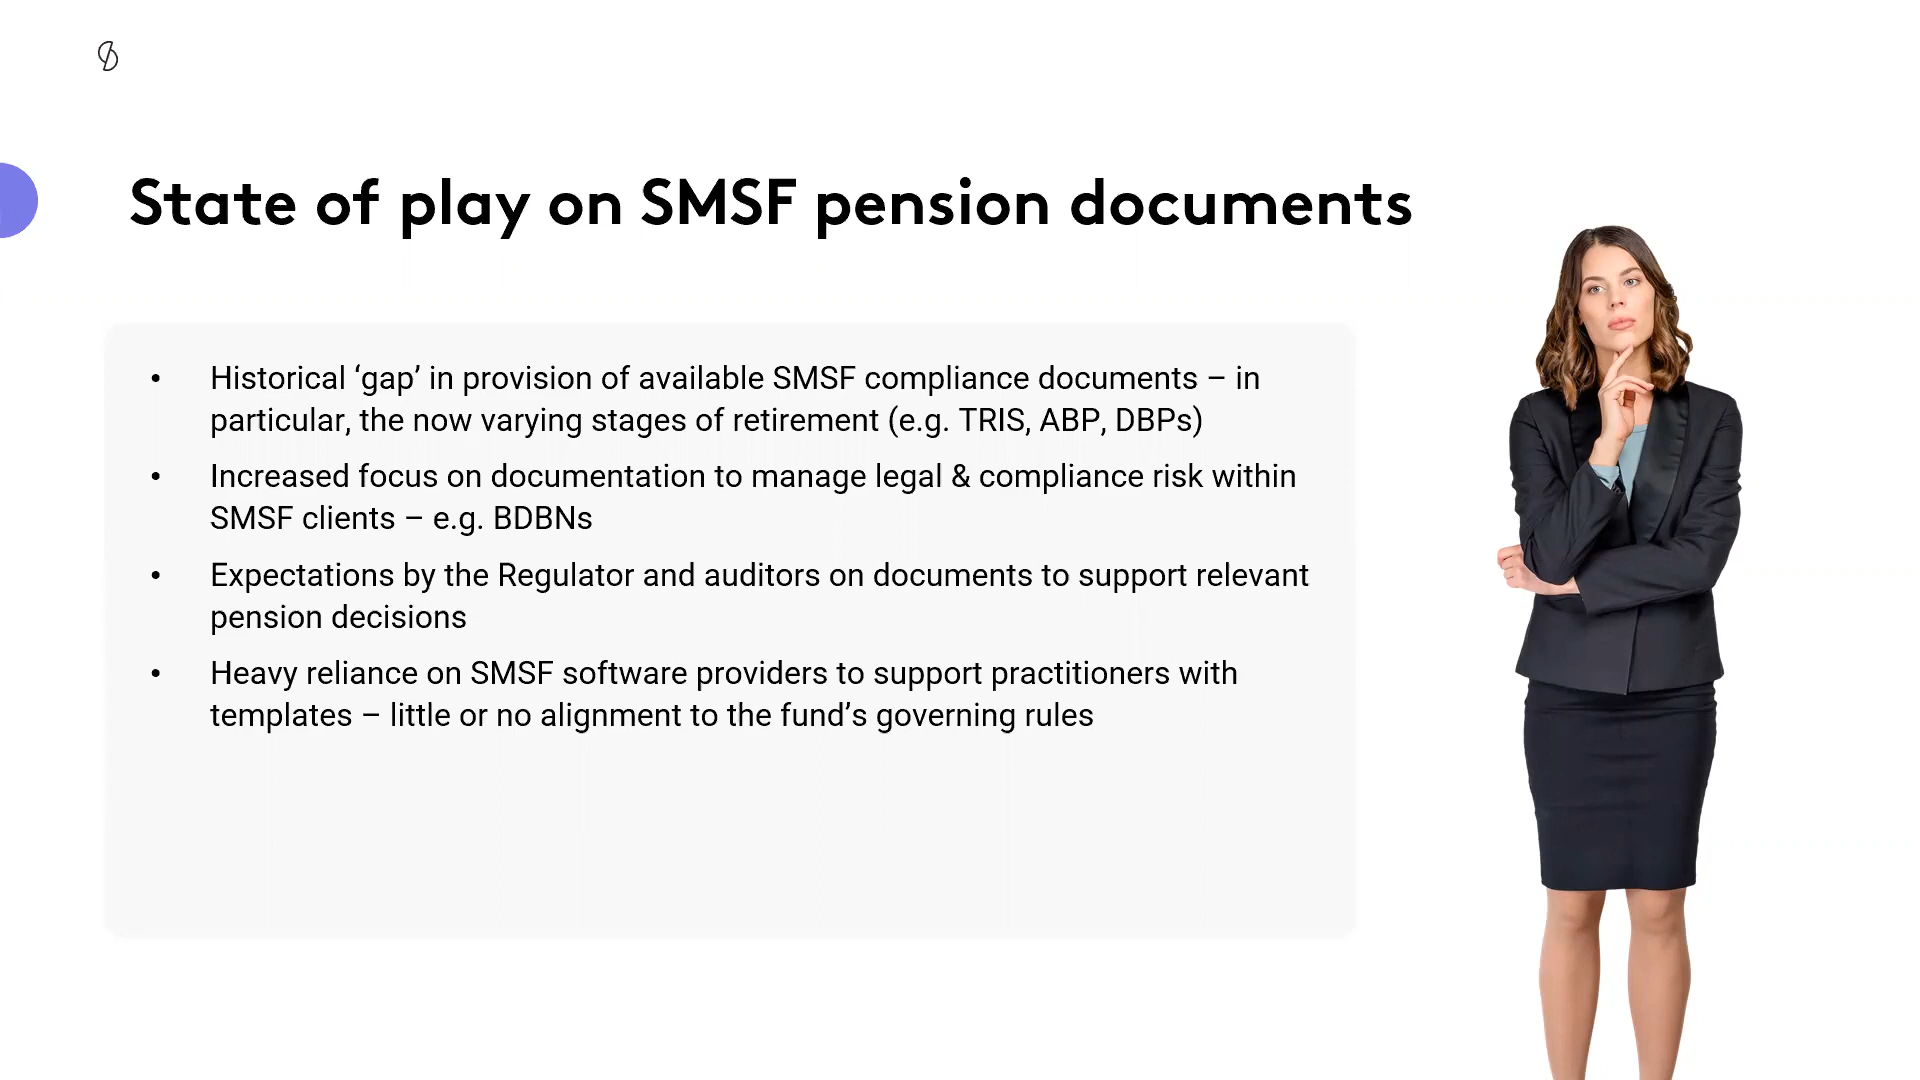 State of play on SMSF pension documents
• Historical ‘gap’ in provision of available SMSF compliance documents – in
particular, the now varying stages of retirement (e.g. TRIS, ABP, DBPs)
• Increased focus on documentation to manage legal & compliance risk within
SMSF clients – e.g. BDBNs
• Expectations by the Regulator and auditors on documents to support relevant
pension decisions
• Heavy reliance on SMSF software providers to support practitioners with
templates – little or no alignment to the fund’s governing rules